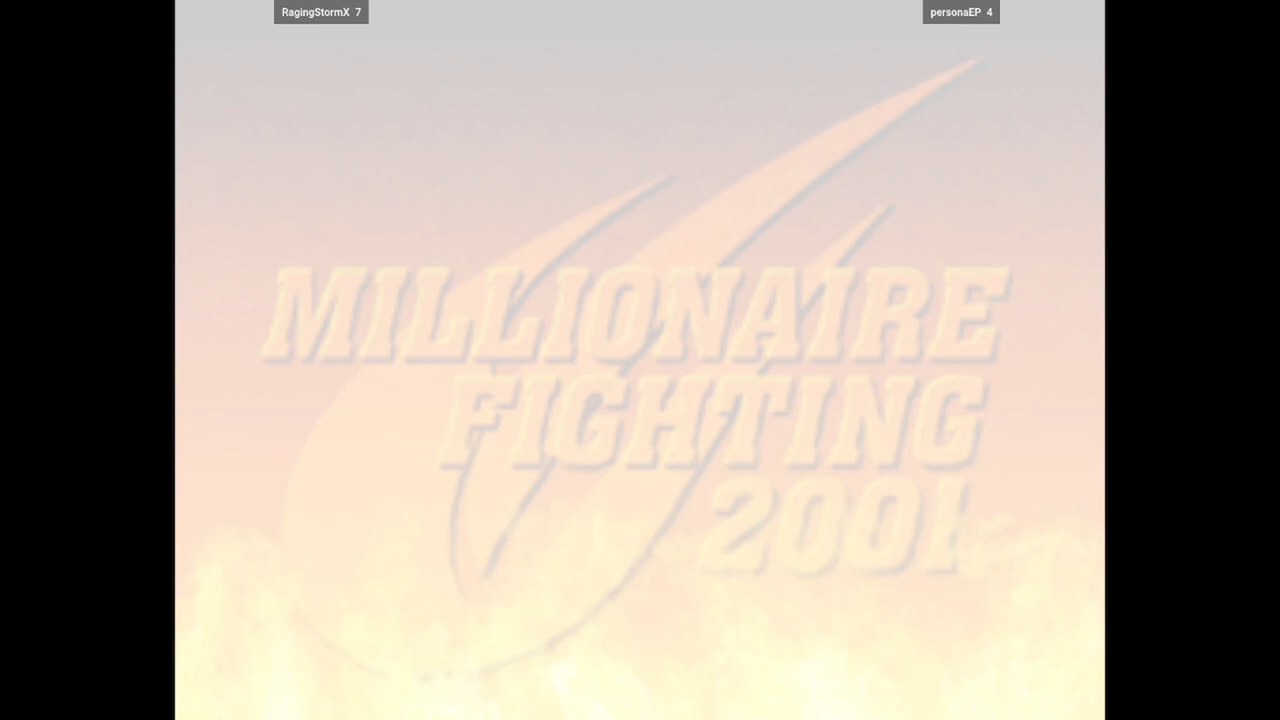 RagingStormX 7
personaEP 4
MILLIONAIRE
FIGHTING
2001